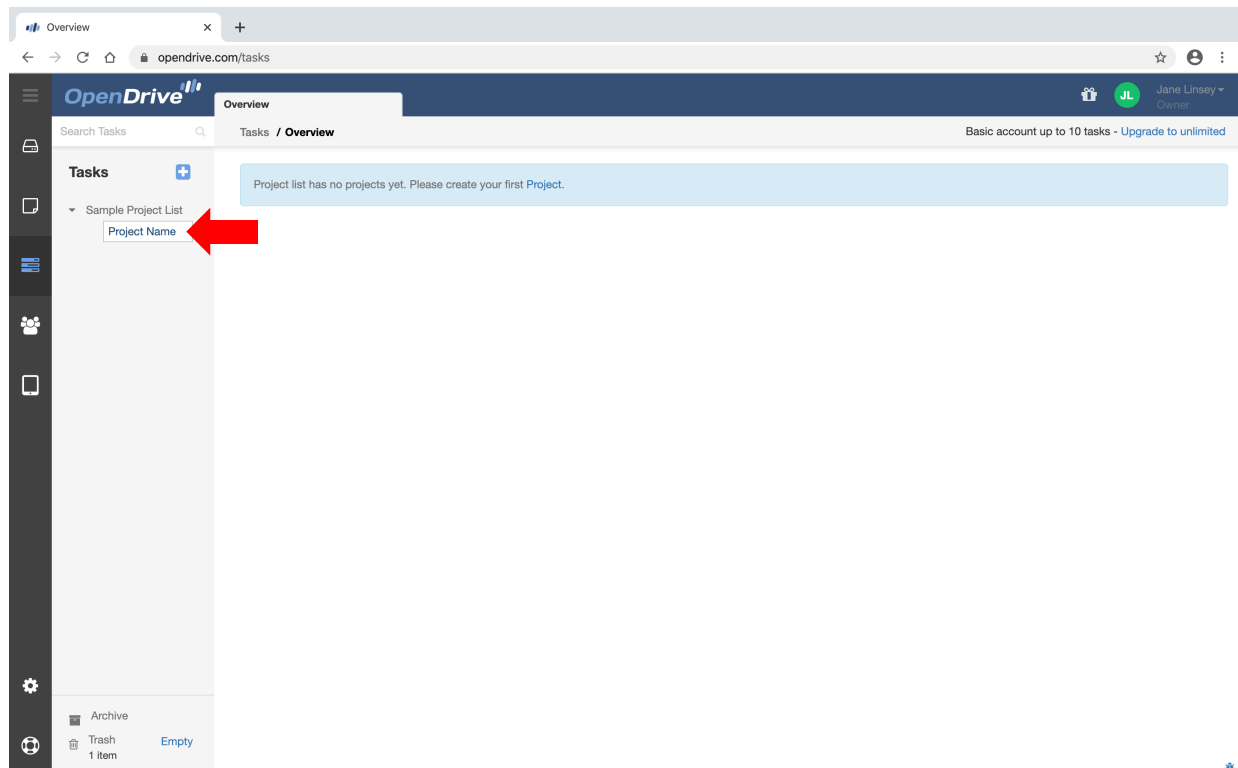 Overview
opendrive.com/tasks
OpenDrive
Overview
Jane Linsey
JL
Owner
Search Tasks
Tasks / Overview
Basic account up to 10 tasks - Upgrade to unlimited
Tasks
Project list has no projects yet. Please create your first Project.
Sample Project List
Project Name
Archive
Trash
Empty
1 item